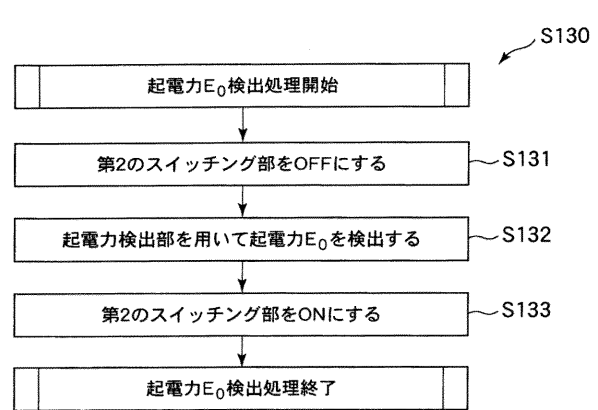 S130
起電力E₀検出処理開始
第2のスイッチング部をOFFにする
S131
起電力検出部を用いて起電力E₀を検出する
S132
第2のスイッチング部をONにする
S133
起電力E₀検出処理終了